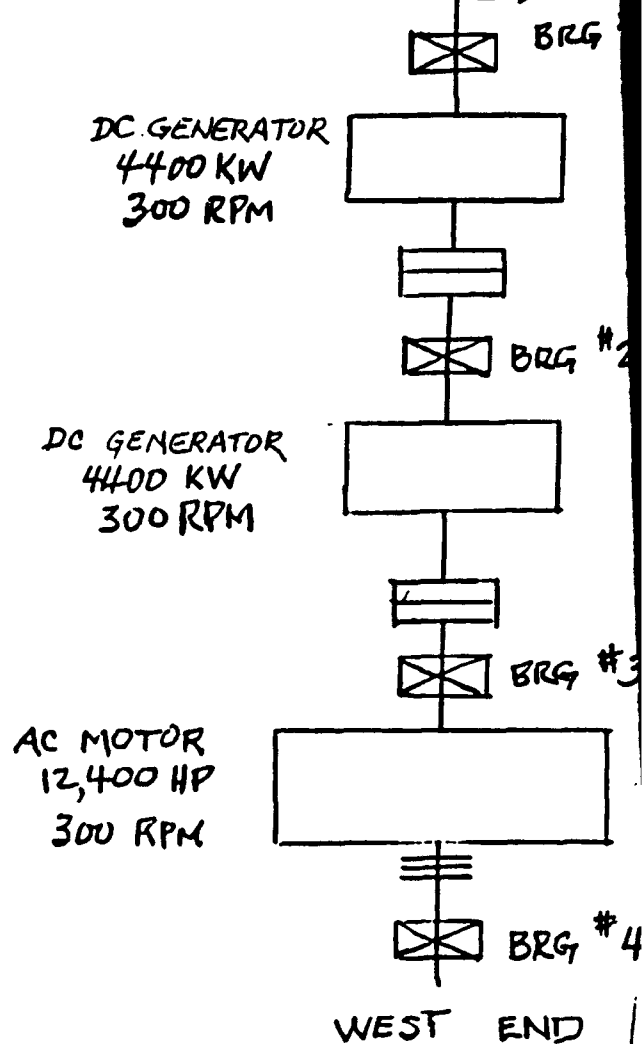 BRG
DC GENERATOR
4400 KW
300 RPM
BRG #2
DC GENERATOR
4400 KW
300 RPM
BRG #3
AC MOTOR
12,400 HP
300 RPM
BRG #4
WEST END